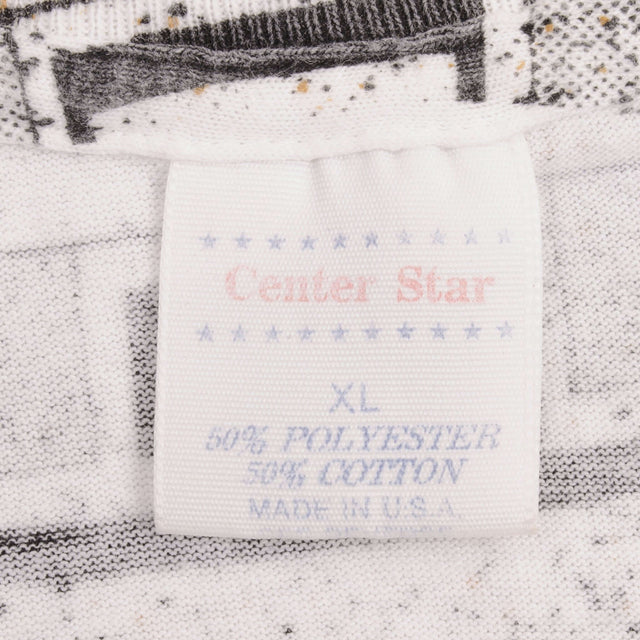 ★ ★ ★ ★ ★ ★ ★ ★ ★ ★
Center Star
★ ★ ★ ★ ★ ★ ★ ★ ★ ★
XL
50% POLYESTER
50% COTTON
MADE IN U.S.A.